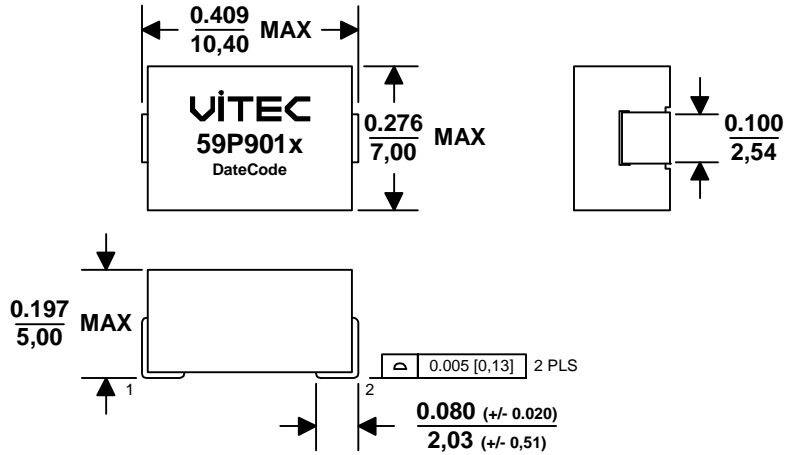 0.409
10,40
MAX
ViTEC
59P901x
DateCode
0.276
7,00
MAX
0.100
2,54
0.197
5,00
MAX
1
2
0.005 [0,13]
2 PLS
0.080 (+/- 0.020)
2,03 (+/- 0,51)